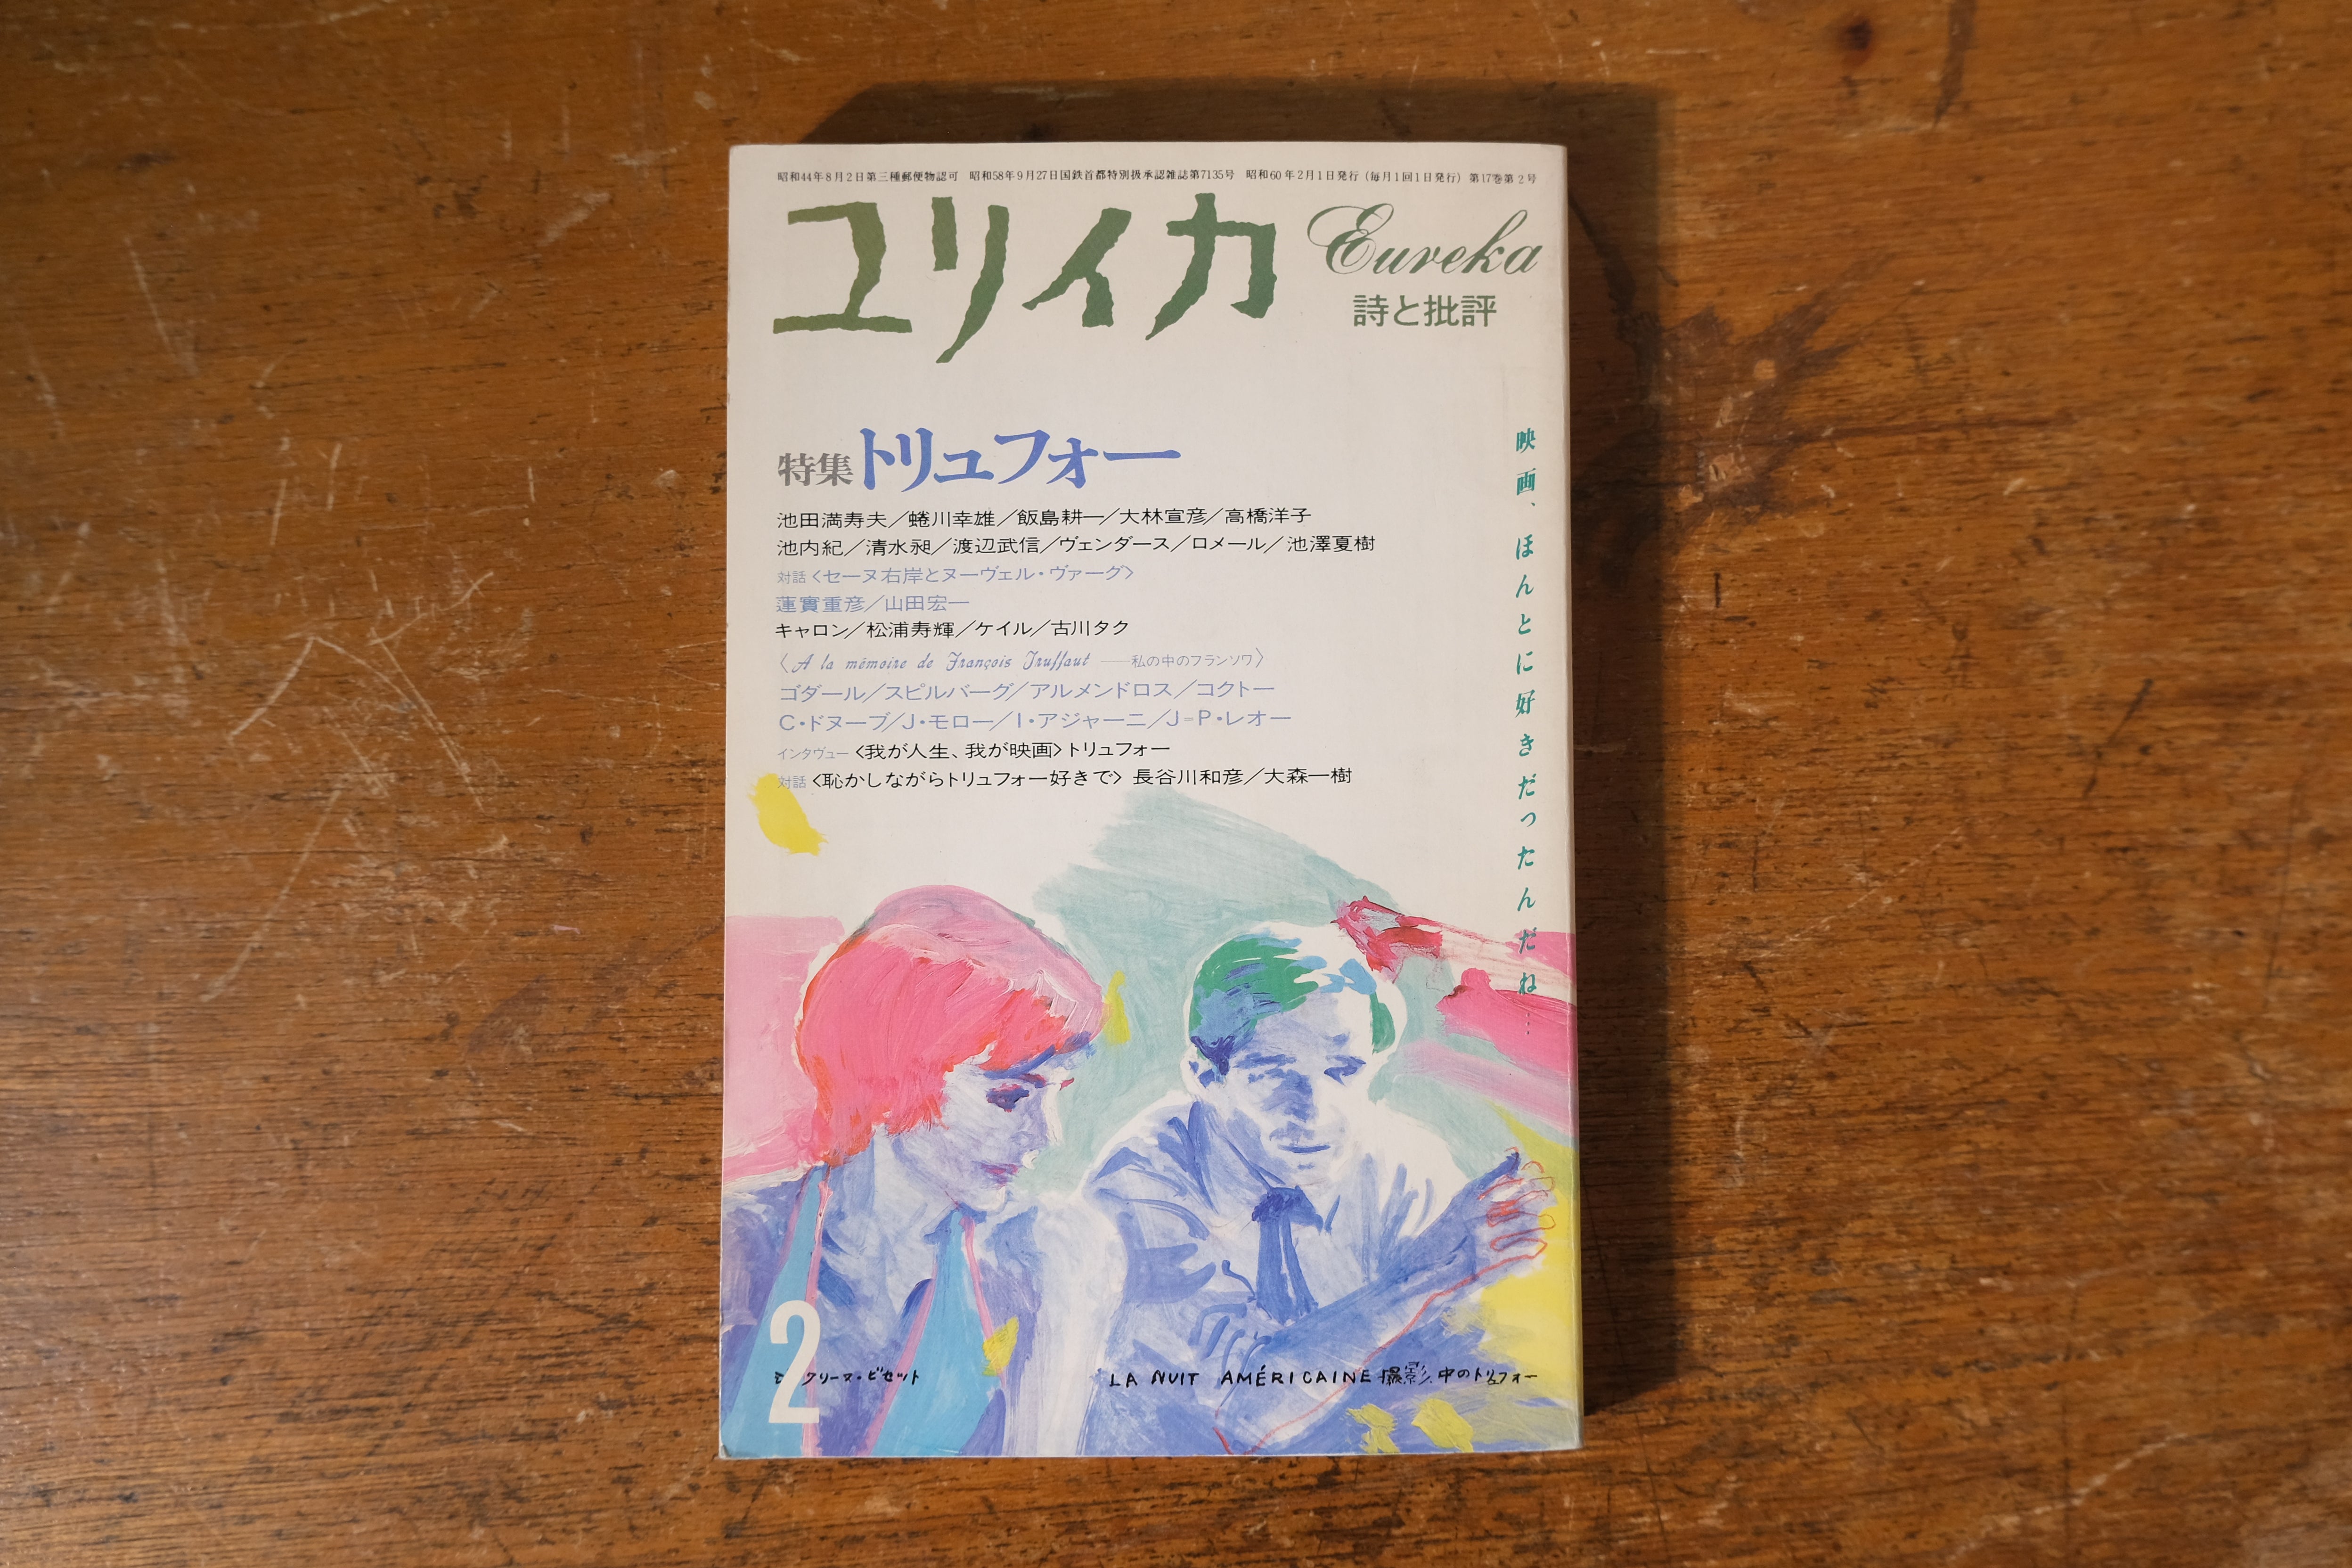 昭和44年8月2日第三種郵便物認可 昭和58年9月27日国鉄首都特別扱承認雑誌第7135号 昭和60年2月1日発行（毎月1回1日発行）第17巻第2号
ユリイカ
Eureka
詩と批評
特集トリュフォー
池田満寿夫／蜷川幸雄／飯島耕一／大林宣彦／高橋洋子
池内紀／清水昶／渡辺武信／ヴェンダース／ロメール／池澤夏樹
対話〈セーヌ右岸とヌーヴェル・ヴァーグ〉
蓮實重彦／山田宏一
キャロン／松浦寿輝／ケイル／古川タク
〈A la mémoire de François Truffaut ——私の中のフランソワ〉
ゴダール／スピルバーグ／アルメンドロス／コクトー
C・ドヌーブ／J・モロー／I・アジャーニ／J=P・レオー
インタヴュー〈我が人生、我が映画〉トリュフォー
対話〈恥かしながらトリュフォー好きで〉長谷川和彦／大森一樹
映画、ほんとに好きだったんだね……
2
クリーヌ・ビセット
LA NUIT AMÉRICAINE 撮影中のトリュフォー